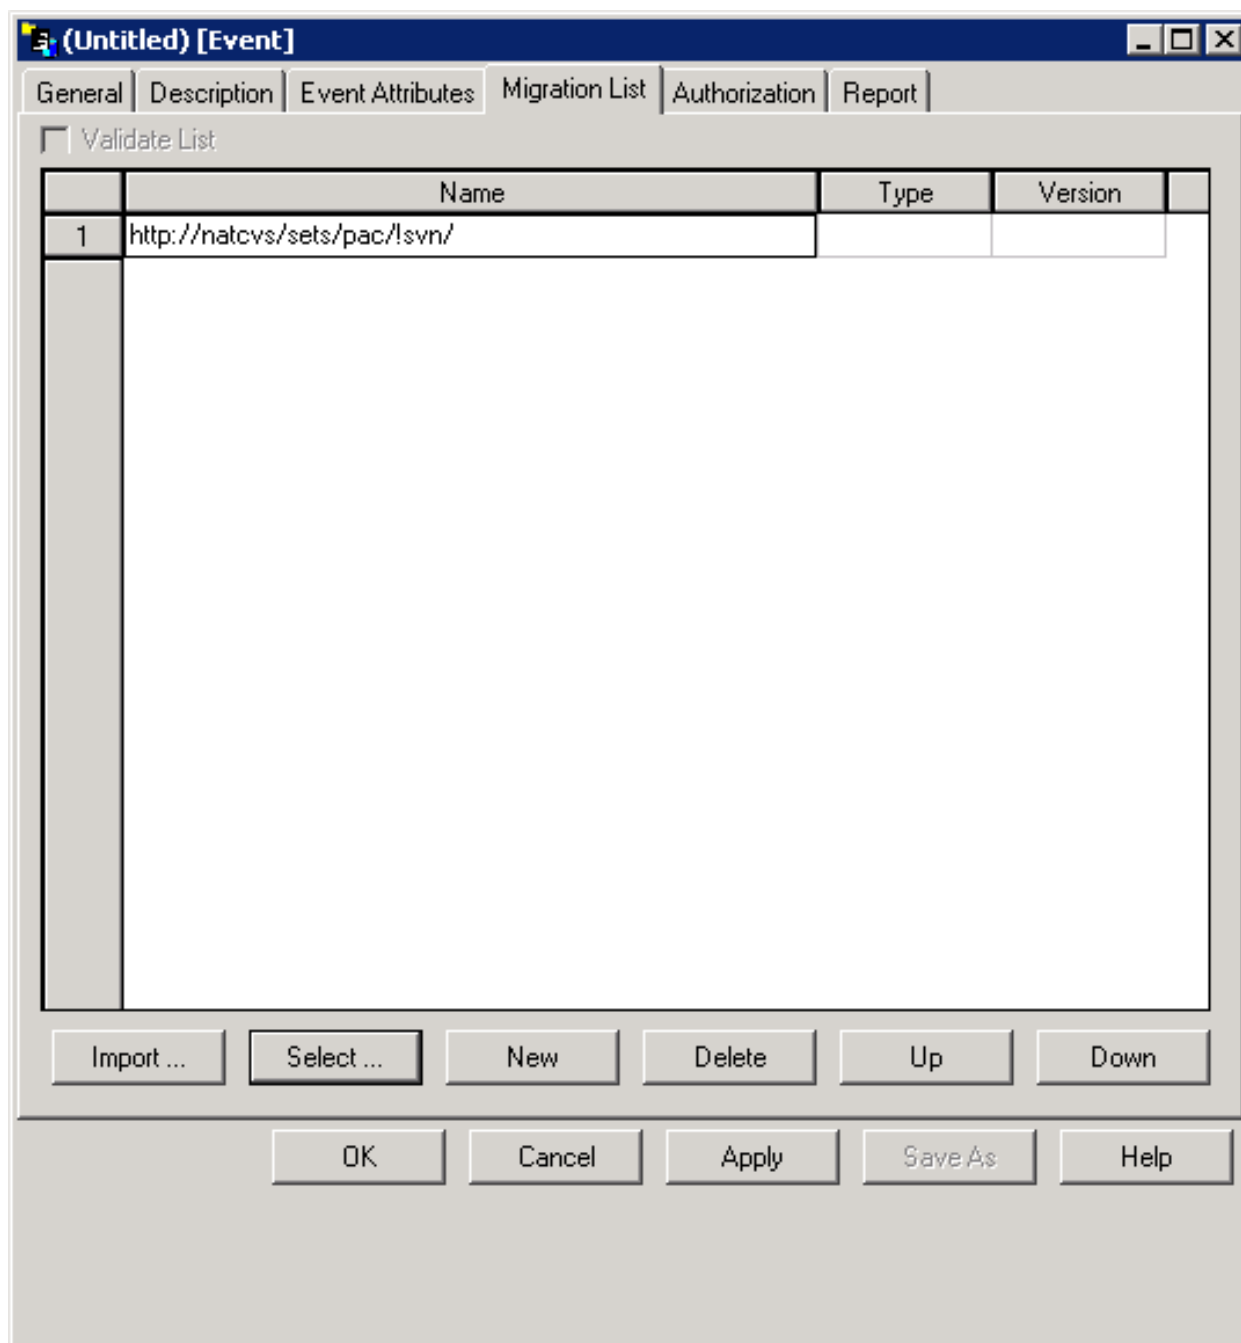 (Untitled) [Event]
General Description Event Attributes Migration List Authorization Report
Validate List
Name Type Version
1 http://natcvs/sets/pac/!svn/
Import ... Select ... New Delete Up Down
OK Cancel Apply Save As Help